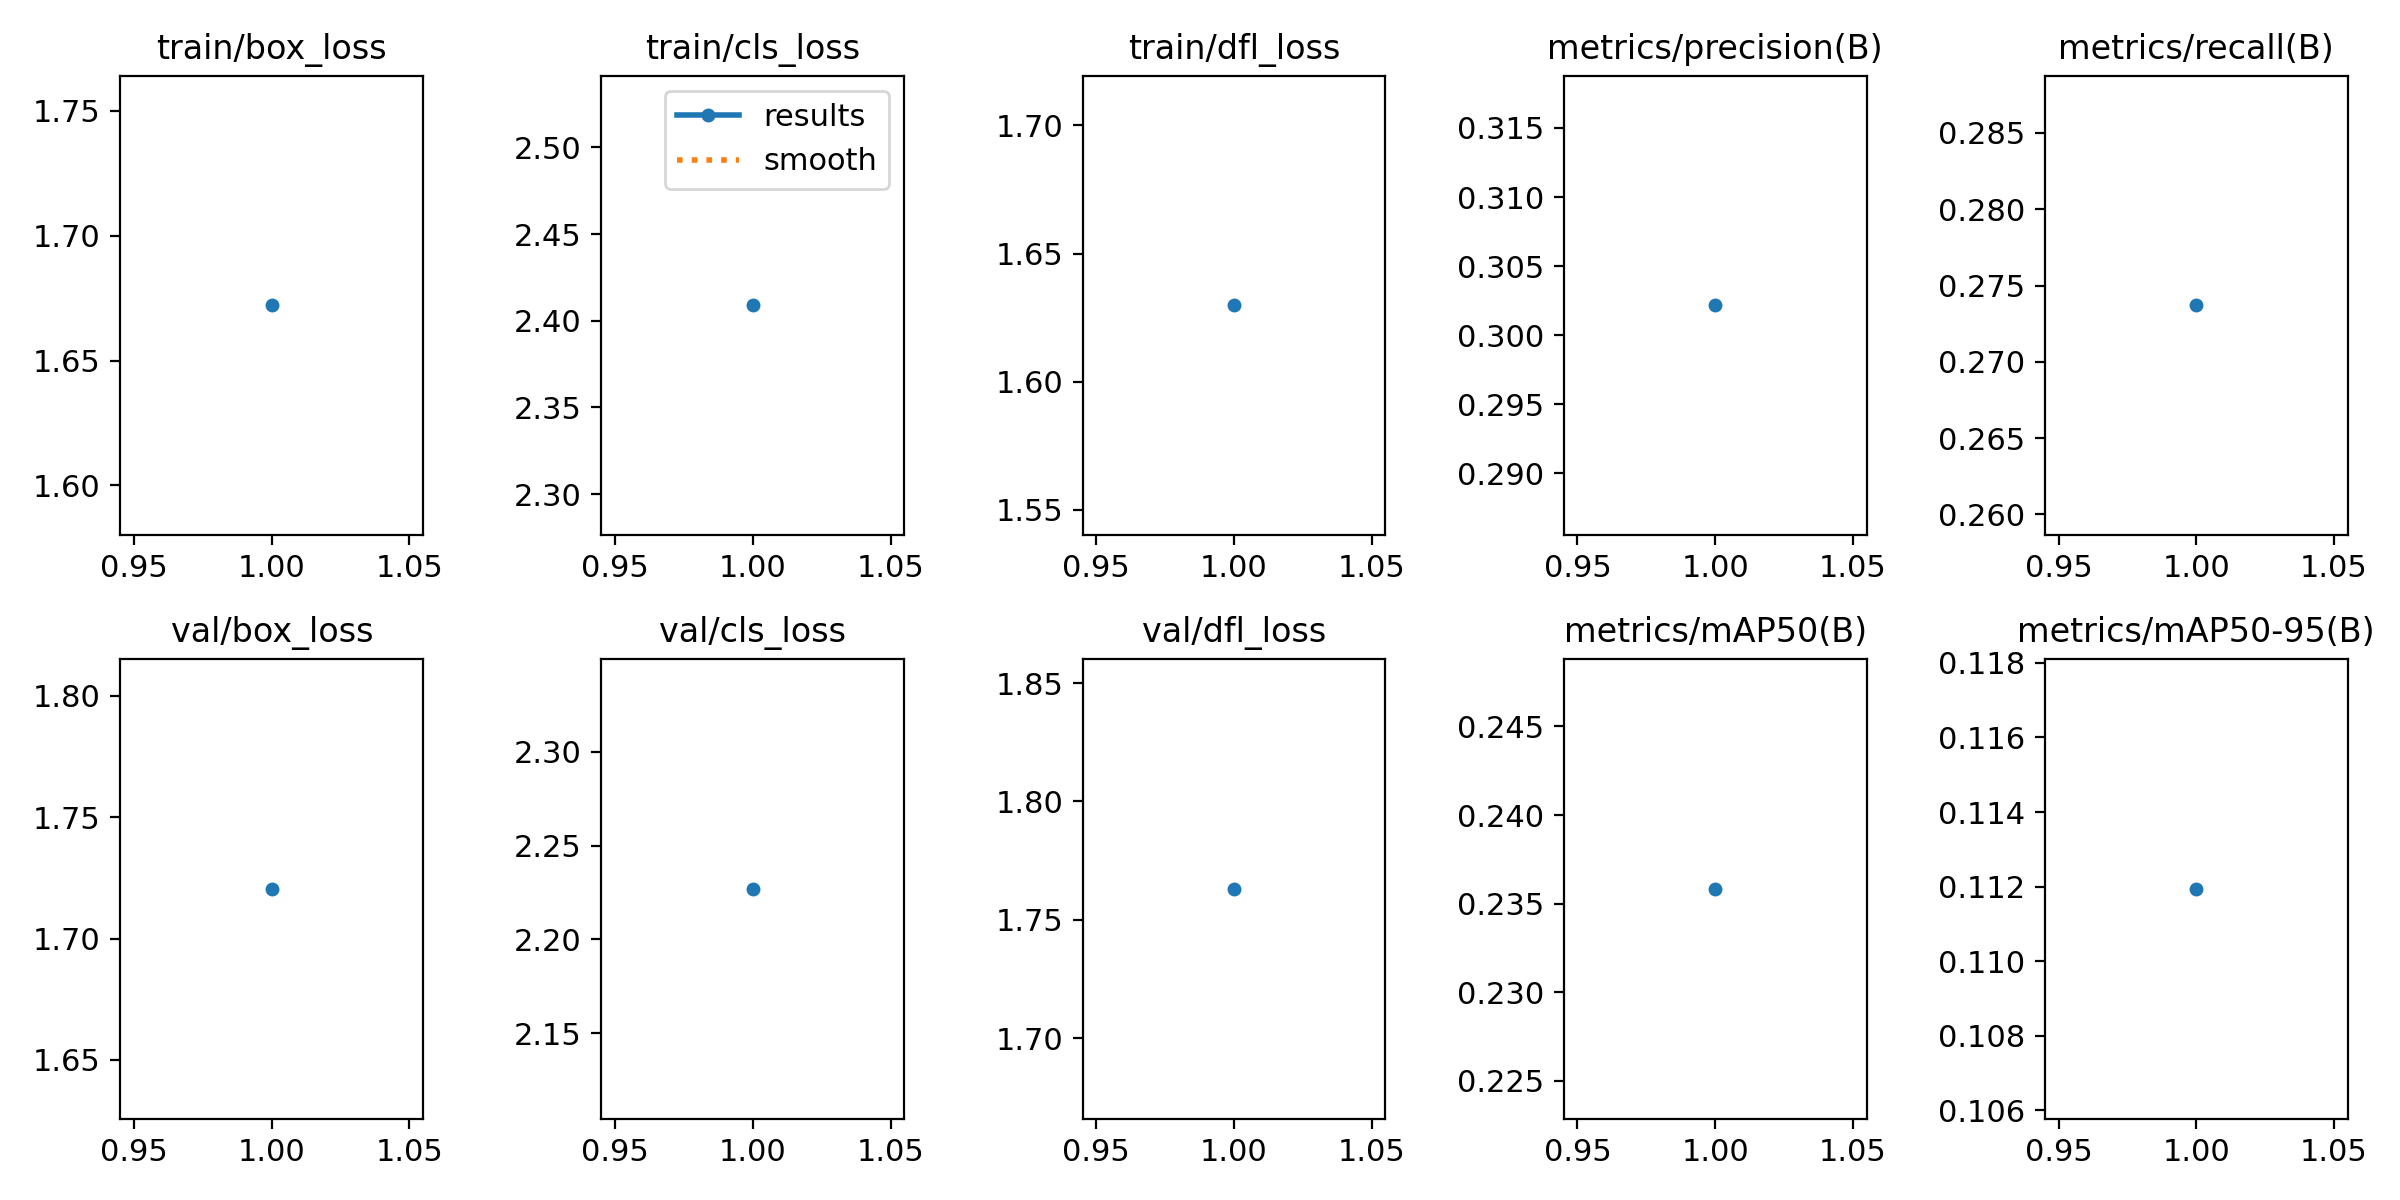 train/box_loss
1.75
1.70
1.65
1.60
0.95 1.00 1.05
train/cls_loss
results
smooth
2.50
2.45
2.40
2.35
2.30
0.95 1.00 1.05
train/dfl_loss
1.70
1.65
1.60
1.55
0.95 1.00 1.05
metrics/precision(B)
0.315
0.310
0.305
0.300
0.295
0.290
0.95 1.00 1.05
metrics/recall(B)
0.285
0.280
0.275
0.270
0.265
0.260
0.95 1.00 1.05
val/box_loss
1.80
1.75
1.70
1.65
0.95 1.00 1.05
val/cls_loss
2.30
2.25
2.20
2.15
0.95 1.00 1.05
val/dfl_loss
1.85
1.80
1.75
1.70
0.95 1.00 1.05
metrics/mAP50(B)
0.245
0.240
0.235
0.230
0.225
0.95 1.00 1.05
metrics/mAP50-95(B)
0.118
0.116
0.114
0.112
0.110
0.108
0.106
0.95 1.00 1.05